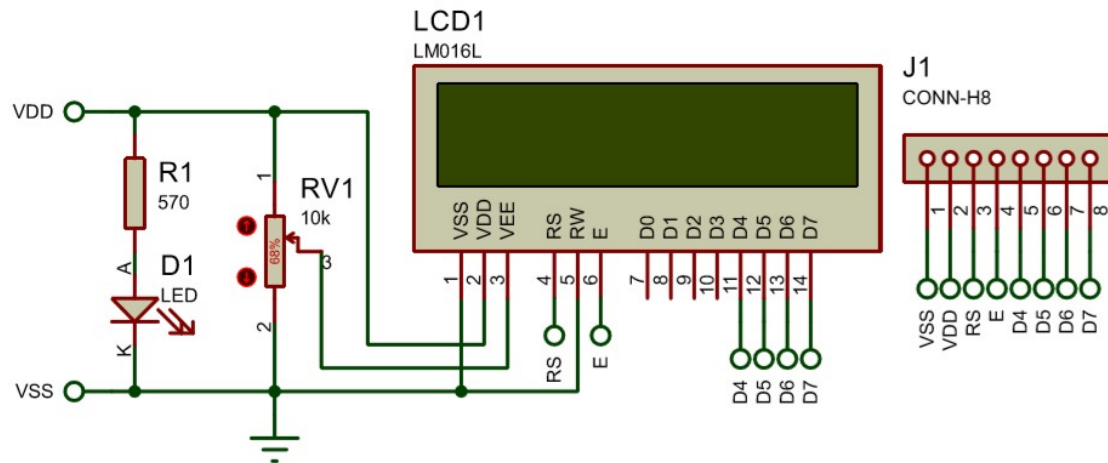 LCD1
LM016L
J1
CONN-H8
VDD
R1
570
1
RV1
10k
68%
3
A
D1
LED
K
2
VSS
VSS
VDD
VEE
RS
RW
E
D0
D1
D2
D3
D4
D5
D6
D7
1
2
3
4
5
6
7
8
9
10
11
12
13
14
RS
E
D4
D5
D6
D7
1
2
3
4
5
6
7
8
VSS
VDD
RS
E
D4
D5
D6
D7